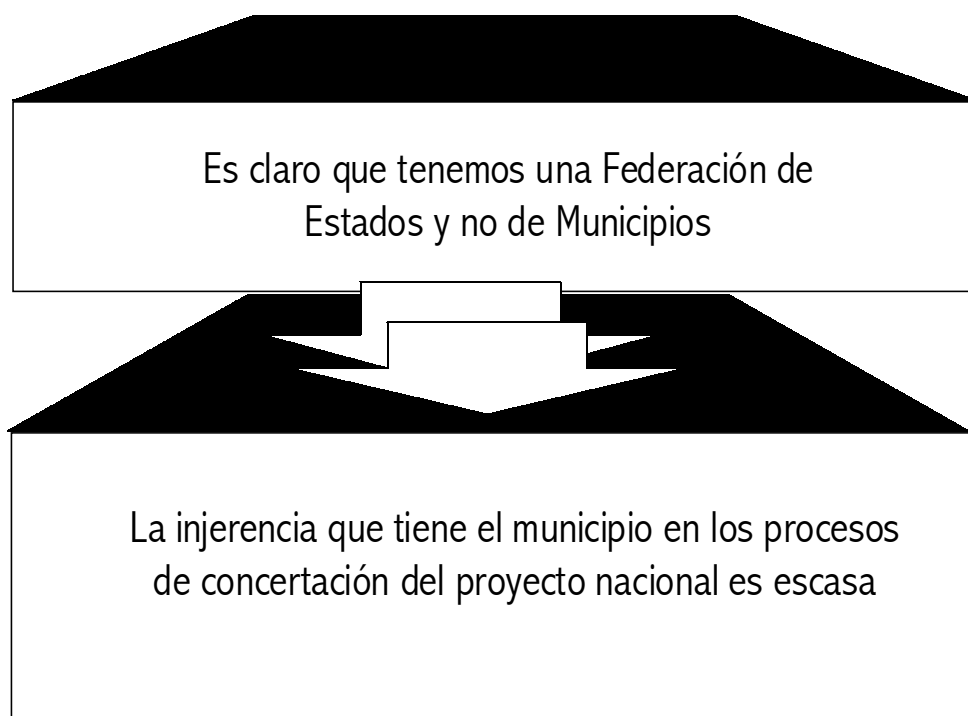 Es claro que tenemos una Federación de
Estados y no de Municipios
La injerencia que tiene el municipio en los procesos
de concertación del proyecto nacional es escasa